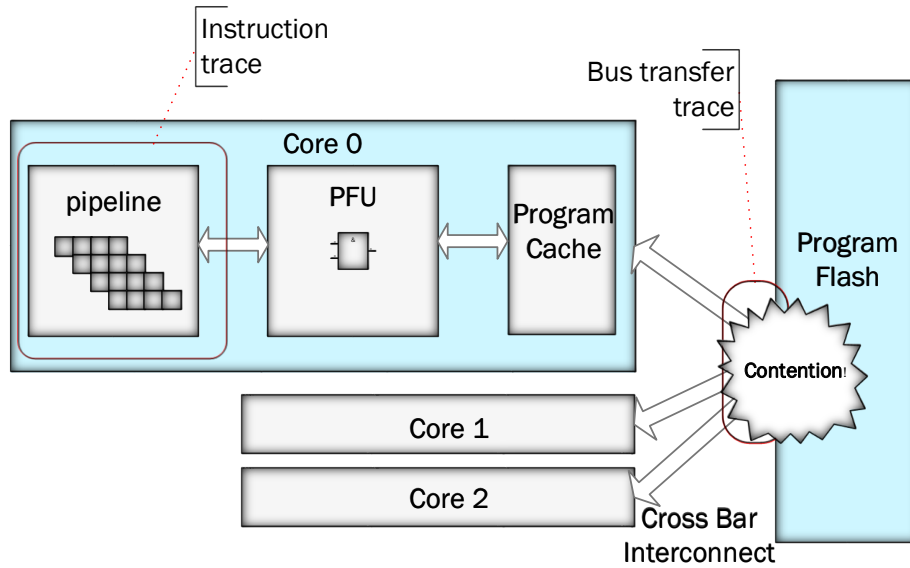 Instruction
trace
Bus transfer
trace
Core 0
pipeline
PFU
&
Program
Cache
Program
Flash
Contention!
Core 1
Core 2
Cross Bar
Interconnect